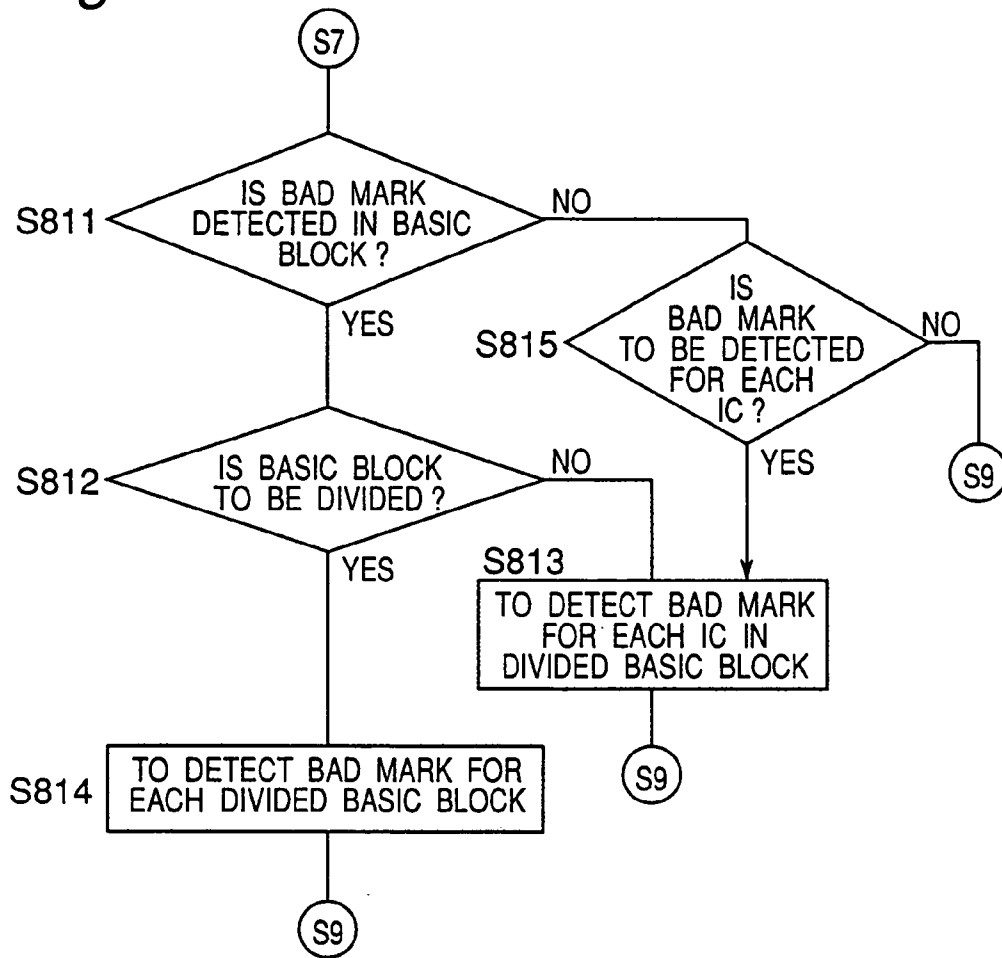 S7
S811
IS BAD MARK
DETECTED IN BASIC
BLOCK?
NO
YES
S815
IS
BAD MARK
TO BE DETECTED
FOR EACH
IC?
NO
YES
S9
S812
IS BASIC BLOCK
TO BE DIVIDED?
NO
YES
S813
TO DETECT BAD MARK
FOR EACH IC IN
DIVIDED BASIC BLOCK
S9
S814
TO DETECT BAD MARK FOR
EACH DIVIDED BASIC BLOCK
S9